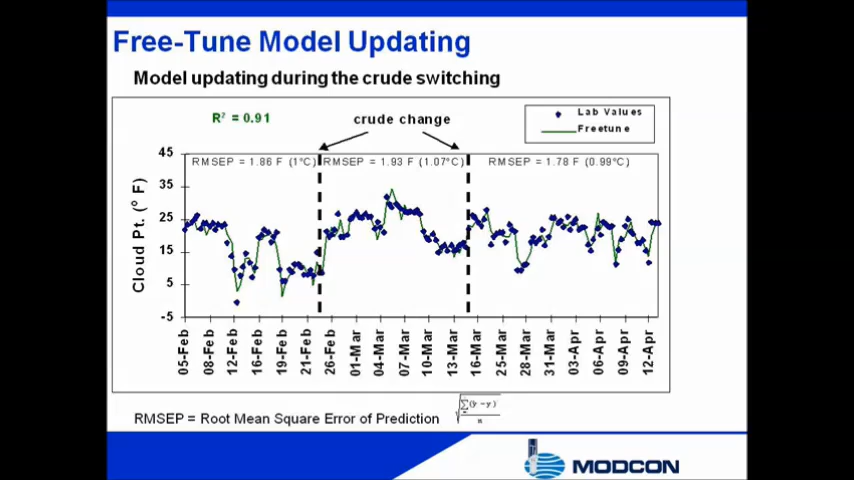 Free-Tune Model Updating
Model updating during the crude switching
R² = 0.91
crude change
Lab Values
Freetune
RMSEP = 1.86 F (1°C)
RMSEP = 1.93 F (1.07°C)
RMSEP = 1.78 F (0.99°C)
Cloud Pt. (° F)
45
35
25
15
5
-5
05-Feb
08-Feb
12-Feb
16-Feb
19-Feb
23-Feb
26-Feb
01-Mar
04-Mar
07-Mar
10-Mar
13-Mar
16-Mar
25-Mar
28-Mar
31-Mar
03-Apr
06-Apr
09-Apr
12-Apr
RMSEP = Root Mean Square Error of Prediction
MODCON